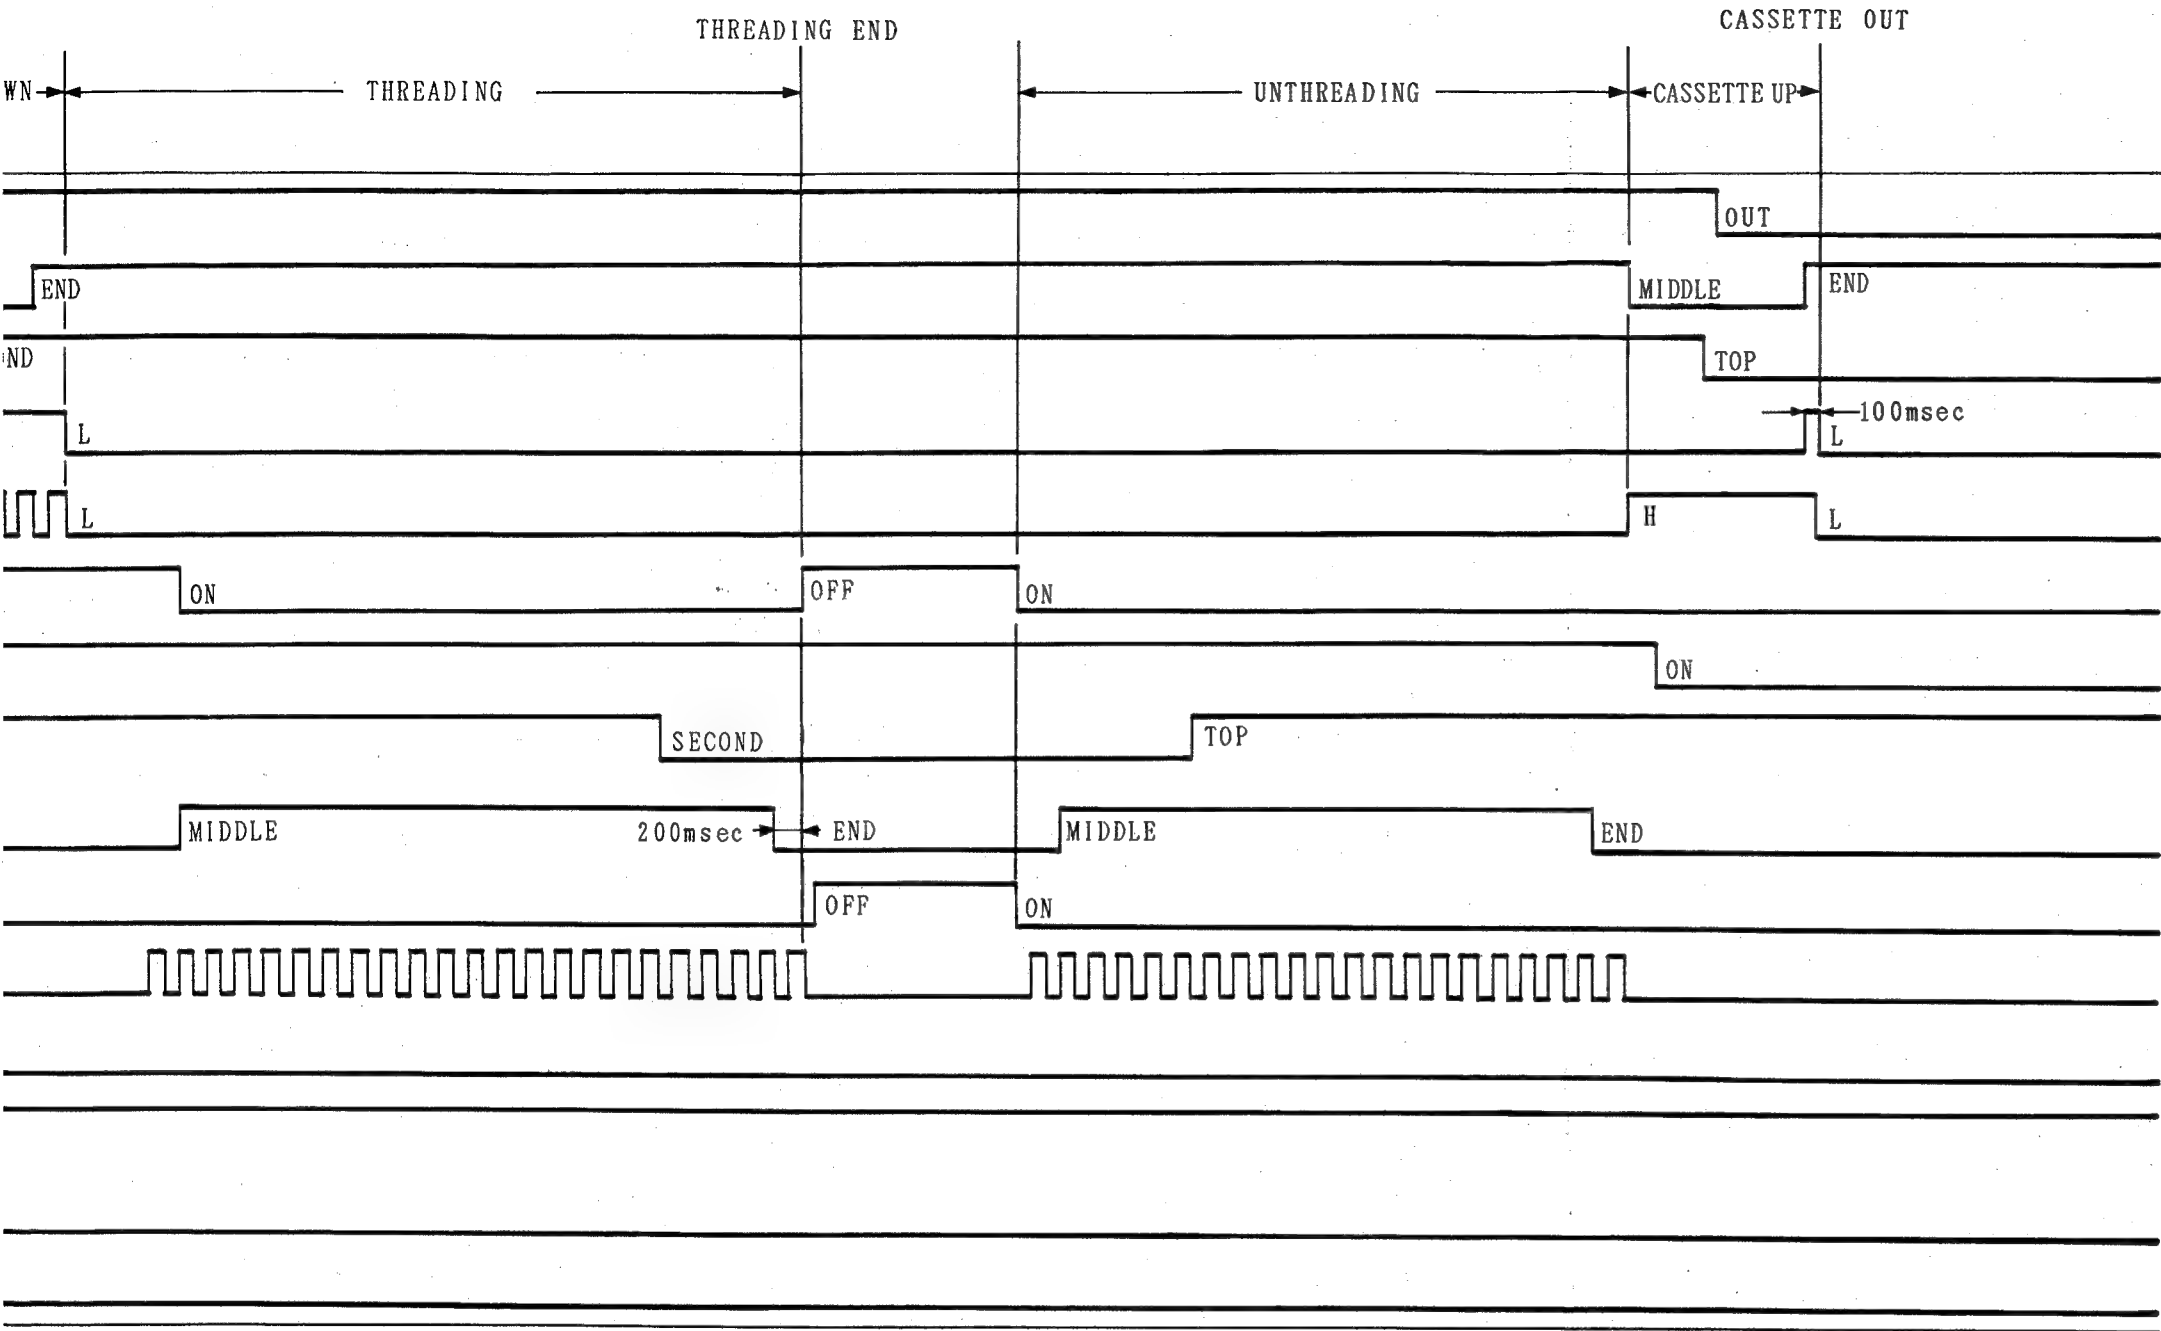 CASSETTE OUT
THREADING END
WN THREADING UNTHREADING CASSETTE UP
OUT
END MIDDLE END
ND TOP
100msec
L L
L H L
ON OFF ON
ON
SECOND TOP
MIDDLE 200msec END MIDDLE END
OFF ON